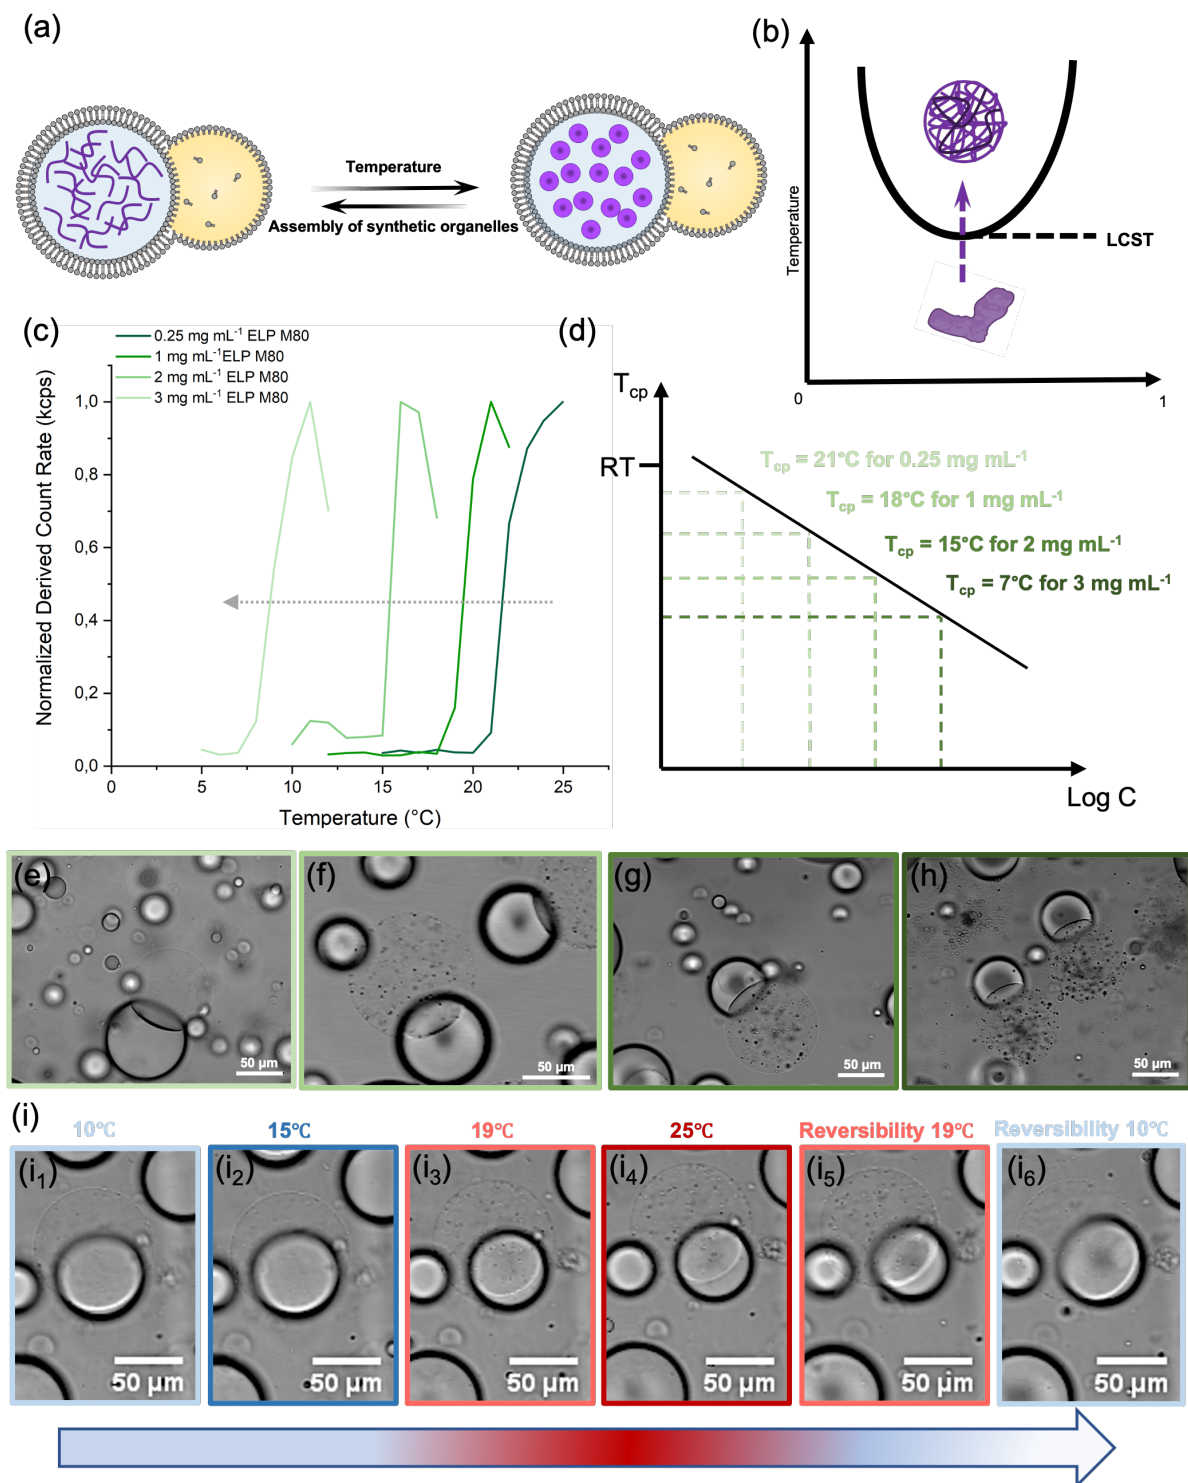 (a)
Temperature
Assembly of synthetic organelles
(b)
Temperature
LCST
0
1
(c)
0.25 mg mL⁻¹ ELP M80
1 mg mL⁻¹ELP M80
2 mg mL⁻¹ ELP M80
3 mg mL⁻¹ ELP M80
Normalized Derived Count Rate (kcps)
1,0
0,8
0,6
0,4
0,2
0,0
0
5
10
15
20
25
Temperature (°C)
(d)
T_cp
RT
T_cp = 21°C for 0.25 mg mL⁻¹
T_cp = 18°C for 1 mg mL⁻¹
T_cp = 15°C for 2 mg mL⁻¹
T_cp = 7°C for 3 mg mL⁻¹
Log C
(e)
50 µm
(f)
50 µm
(g)
50 µm
(h)
50 µm
(i)
10℃
15℃
19℃
25℃
Reversibility 19℃
Reversibility 10℃
(i₁)
(i₂)
(i₃)
(i₄)
(i₅)
(i₆)
50 µm
50 µm
50 µm
50 µm
50 µm
50 µm